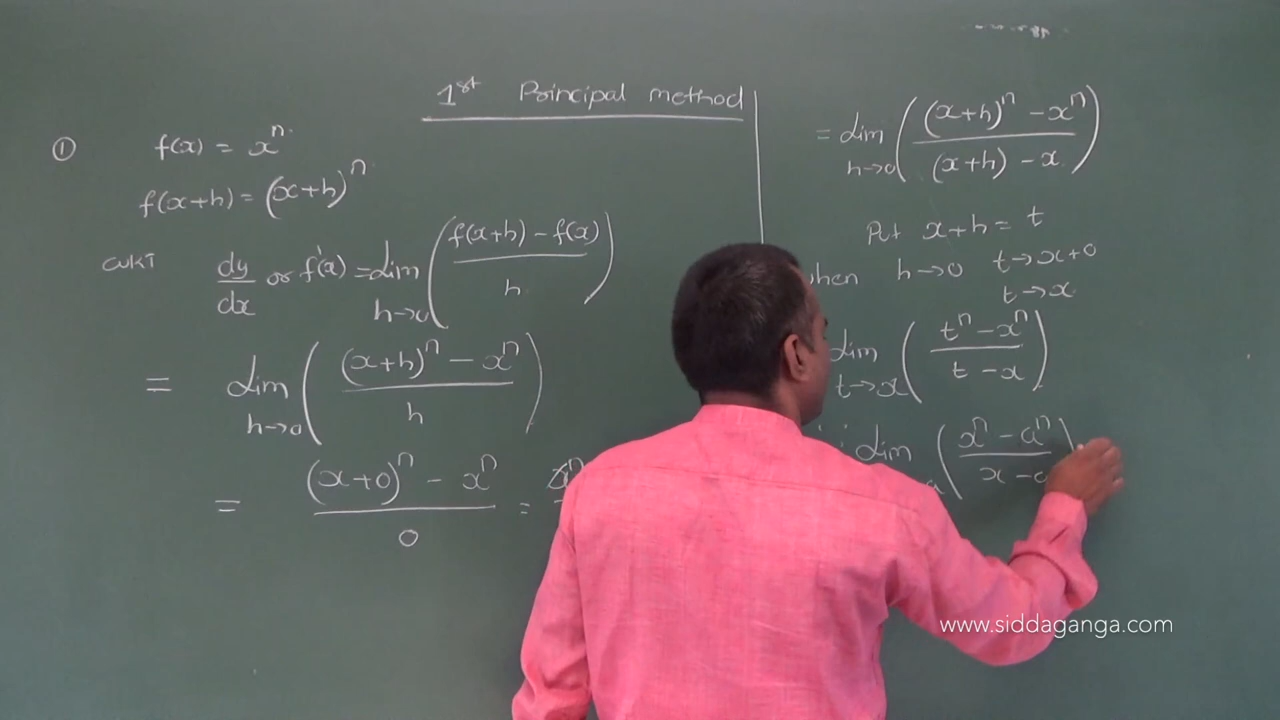 1st Principal method
① f(x) = xⁿ
f(x+h) = (x+h)ⁿ
WKT dy/dx or f'(x) = Lim h→0 ( f(x+h) - f(x) / h )
= Lim h→0 ( (x+h)ⁿ - xⁿ / h )
= (x+0)ⁿ - xⁿ / 0 =
= Lim h→0 ( (x+h)ⁿ - xⁿ / (x+h) - x )
Put x+h = t
when h→0 t→x+0
t→x
Lim t→x ( tⁿ - xⁿ / t - x )
Lim ( xⁿ - aⁿ / x - a )
www.siddaganga.com